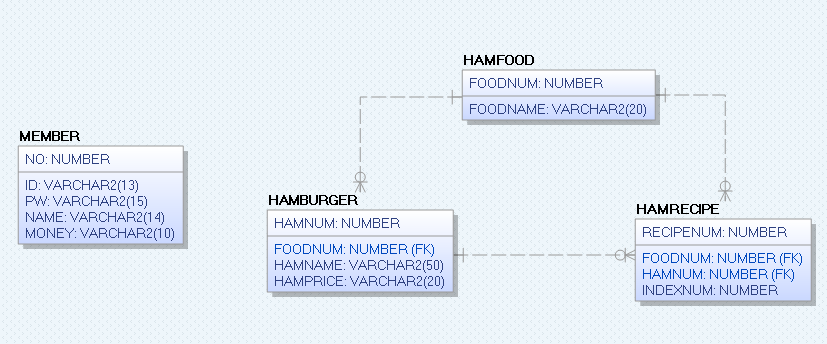 HAMFOOD
FOODNUM: NUMBER
FOODNAME: VARCHAR2(20)
MEMBER
NO: NUMBER
ID: VARCHAR2(13)
PW: VARCHAR2(15)
NAME: VARCHAR2(14)
MONEY: VARCHAR2(10)
HAMBURGER
HAMNUM: NUMBER
FOODNUM: NUMBER (FK)
HAMNAME: VARCHAR2(50)
HAMPRICE: VARCHAR2(20)
HAMRECIPE
RECIPENUM: NUMBER
FOODNUM: NUMBER (FK)
HAMNUM: NUMBER (FK)
INDEXNUM: NUMBER